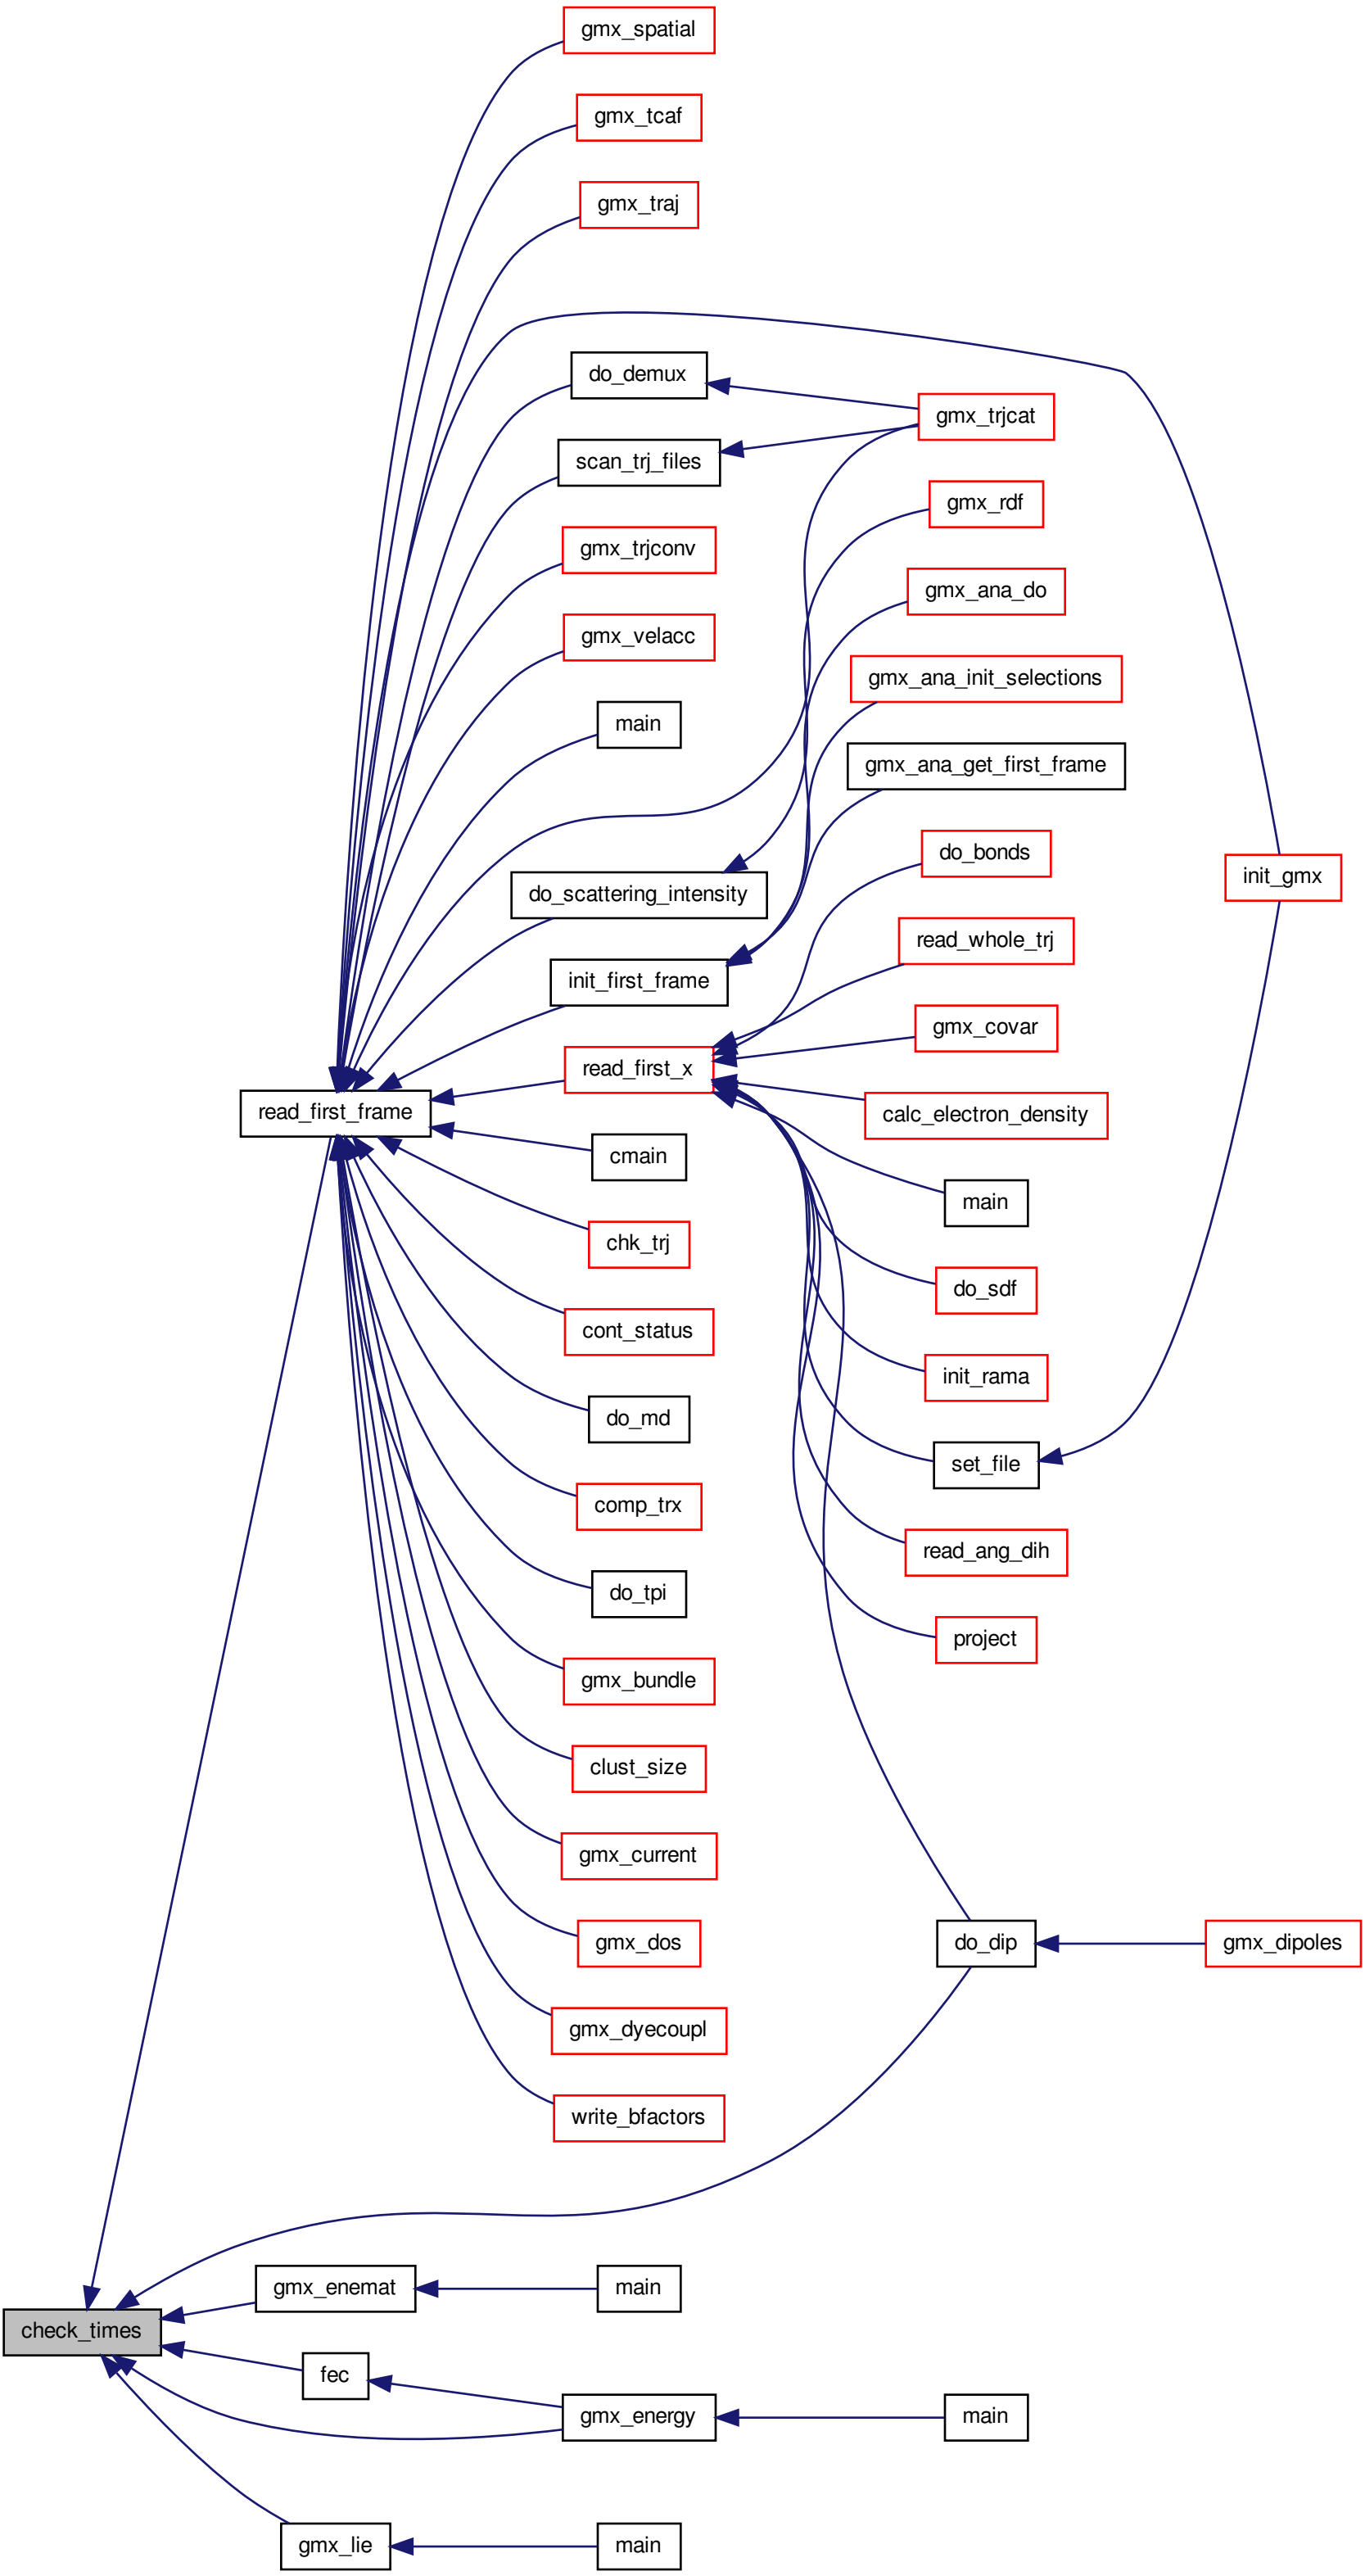 gmx_spatial
gmx_tcaf
gmx_traj
do_demux
gmx_trjcat
scan_trj_files
gmx_rdf
gmx_trjconv
gmx_ana_do
gmx_velacc
gmx_ana_init_selections
main
gmx_ana_get_first_frame
do_bonds
init_gmx
do_scattering_intensity
read_whole_trj
init_first_frame
gmx_covar
read_first_x
read_first_frame
calc_electron_density
cmain
main
chk_trj
do_sdf
cont_status
init_rama
do_md
set_file
comp_trx
read_ang_dih
do_tpi
project
gmx_bundle
clust_size
gmx_current
gmx_dos
do_dip
gmx_dipoles
gmx_dyecoupl
write_bfactors
gmx_enemat
main
check_times
fec
gmx_energy
main
gmx_lie
main